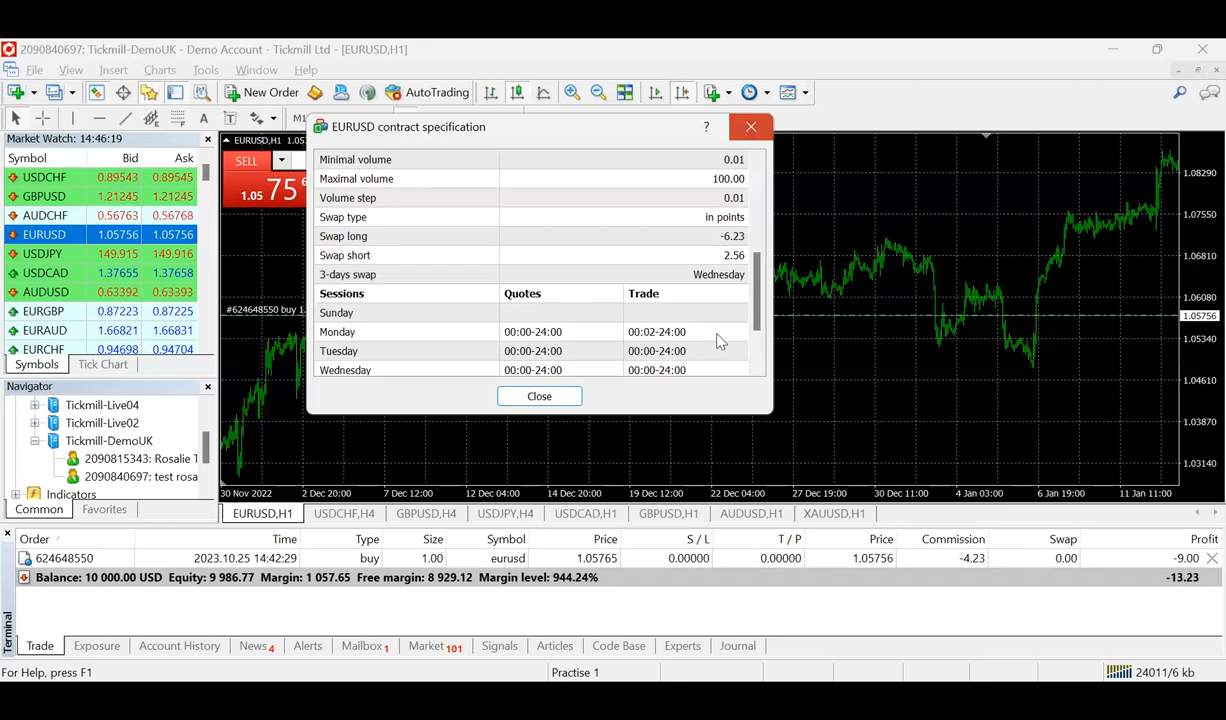 2090840697: Tickmill-DemoUK - Demo Account - Tickmill Ltd - [EURUSD,H1]
File View Insert Charts Tools Window Help
New Order AutoTrading
A T M1
Market Watch: 14:46:19
Symbol Bid Ask
USDCHF 0.89543 0.89545
GBPUSD 1.21245 1.21245
AUDCHF 0.56763 0.56768
EURUSD 1.05756 1.05756
USDJPY 149.915 149.916
USDCAD 1.37655 1.37658
AUDUSD 0.63392 0.63393
EURGBP 0.87223 0.87225
EURAUD 1.66821 1.66831
EURCHF 0.94698 0.94704
Symbols Tick Chart
Navigator
Tickmill-Live04
Tickmill-Live02
Tickmill-DemoUK
2090815343: Rosalie T
2090840697: test rosa
Indicators
Common Favorites
EURUSD,H1 1.05
SELL
1.05 75 6
#624648550 buy 1.
EURUSD contract specification ?
Minimal volume 0.01
Maximal volume 100.00
Volume step 0.01
Swap type in points
Swap long -6.23
Swap short 2.56
3-days swap Wednesday
Sessions Quotes Trade
Sunday
Monday 00:00-24:00 00:02-24:00
Tuesday 00:00-24:00 00:00-24:00
Wednesday 00:00-24:00 00:00-24:00
Close
1.08290
1.07550
1.06810
1.06080
1.05756
1.05340
1.04610
1.03870
1.03140
30 Nov 2022 2 Dec 20:00 7 Dec 12:00 12 Dec 04:00 14 Dec 20:00 19 Dec 12:00 22 Dec 04:00 27 Dec 19:00 30 Dec 11:00 4 Jan 03:00 6 Jan 19:00 11 Jan 11:00
EURUSD,H1 USDCHF,H4 GBPUSD,H4 USDJPY,H4 USDCAD,H1 GBPUSD,H1 AUDUSD,H1 XAUUSD,H1
Order / Time Type Size Symbol Price S / L T / P Price Commission Swap Profit
624648550 2023.10.25 14:42:29 buy 1.00 eurusd 1.05765 0.00000 0.00000 1.05756 -4.23 0.00 -9.00
Balance: 10 000.00 USD Equity: 9 986.77 Margin: 1 057.65 Free margin: 8 929.12 Margin level: 944.24% -13.23
Terminal
Trade Exposure Account History News 4 Alerts Mailbox 1 Market 101 Signals Articles Code Base Experts Journal
For Help, press F1 Practise 1 24011/6 kb